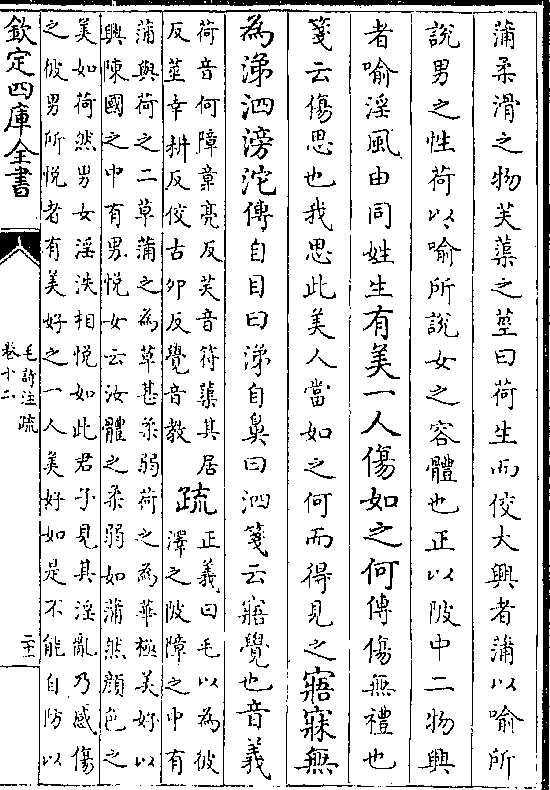 蒲柔滑之物芙蕖之莖曰荷生而佼大興者蒲以喻所
説男之性荷以喻所説女之容體也正以陂中二物興
者喻淫風由同姓生有美一人傷如之何傳傷無禮也
箋云傷思也我思此美人當如之何而得見之寤寐無
為涕泗滂沱傳自目曰涕自鼻曰泗箋云寤覺也音義
荷音何障章亮反芙音符蕖其居
反莖幸耕反佼古卯反覺音教
疏
正義曰毛以為彼
澤之陂障之中有
蒲與荷之二草蒲之為草甚柔弱荷之為華極美好以
興陳國之中有男悦女云汝體之柔弱如蒲然顔色之
美如荷然男女淫泆相悦如此君子見其淫亂乃感傷
之彼男所悦者有美好之一人美好如是不能自防以
欽定四庫全書
毛詩注疏
卷十二
二十二